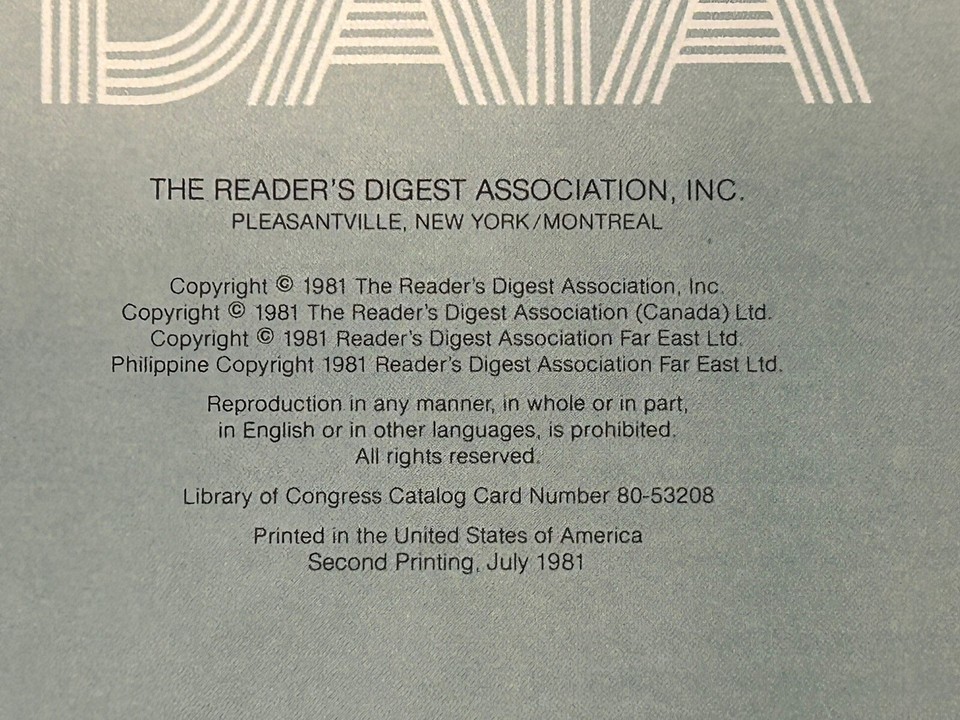 DATA
THE READER'S DIGEST ASSOCIATION, INC.
PLEASANTVILLE, NEW YORK/MONTREAL
Copyright © 1981 The Reader's Digest Association, Inc.
Copyright © 1981 The Reader's Digest Association (Canada) Ltd.
Copyright © 1981 Reader's Digest Association Far East Ltd.
Philippine Copyright 1981 Reader's Digest Association Far East Ltd.
Reproduction in any manner, in whole or in part,
in English or in other languages, is prohibited.
All rights reserved.
Library of Congress Catalog Card Number 80-53208
Printed in the United States of America
Second Printing, July 1981